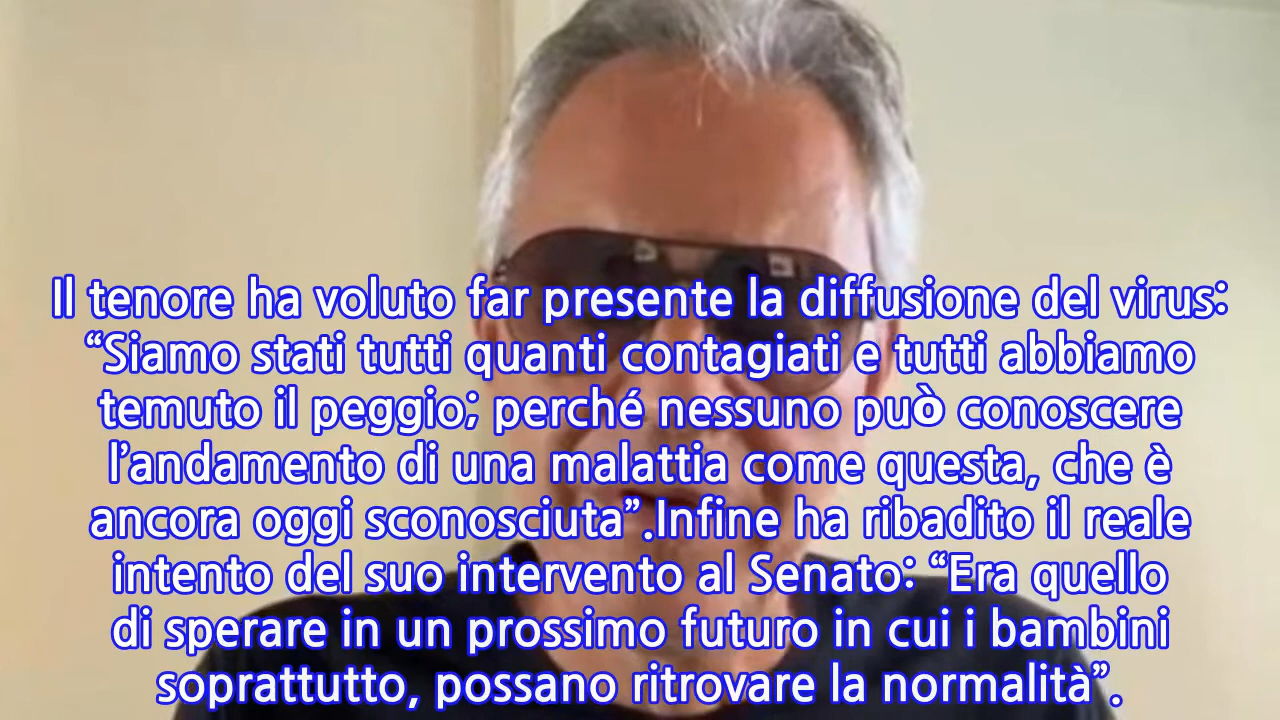 Il tenore ha voluto far presente la diffusione del virus:
“Siamo stati tutti quanti contagiati e tutti abbiamo
temuto il peggio; perché nessuno può conoscere
l’andamento di una malattia come questa, che è
ancora oggi sconosciuta”.Infine ha ribadito il reale
intento del suo intervento al Senato: “Era quello
di sperare in un prossimo futuro in cui i bambini
soprattutto, possano ritrovare la normalità”.